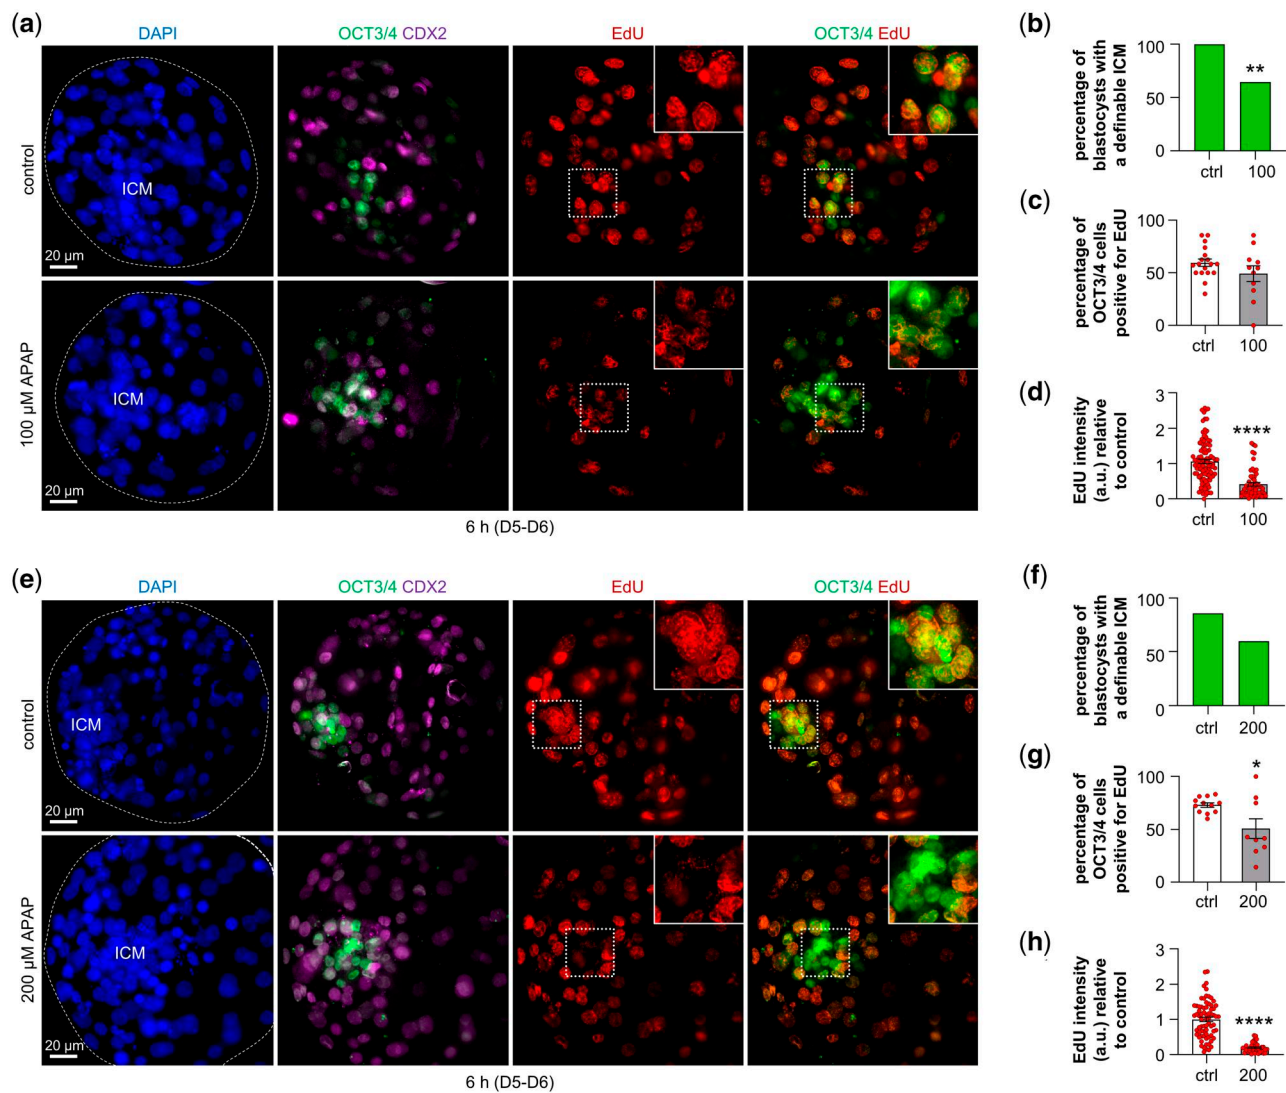 (a)
DAPI
OCT3/4 CDX2
EdU
OCT3/4 EdU
control
ICM
20 µm
100 µM APAP
ICM
20 µm
6 h (D5-D6)
(b)
percentage of
blastocysts with
a definable ICM
100
50
0
**
ctrl
100
(c)
percentage of
OCT3/4 cells
positive for EdU
100
50
0
ctrl
100
(d)
EdU intensity
(a.u.) relative
to control
3
2
1
0
****
ctrl
100
(e)
DAPI
OCT3/4 CDX2
EdU
OCT3/4 EdU
control
ICM
20 µm
200 µM APAP
ICM
20 µm
6 h (D5-D6)
(f)
percentage of
blastocysts with
a definable ICM
100
50
0
ctrl
200
(g)
percentage of
OCT3/4 cells
positive for EdU
100
50
0
*
ctrl
200
(h)
EdU intensity
(a.u.) relative
to control
3
2
1
0
****
ctrl
200